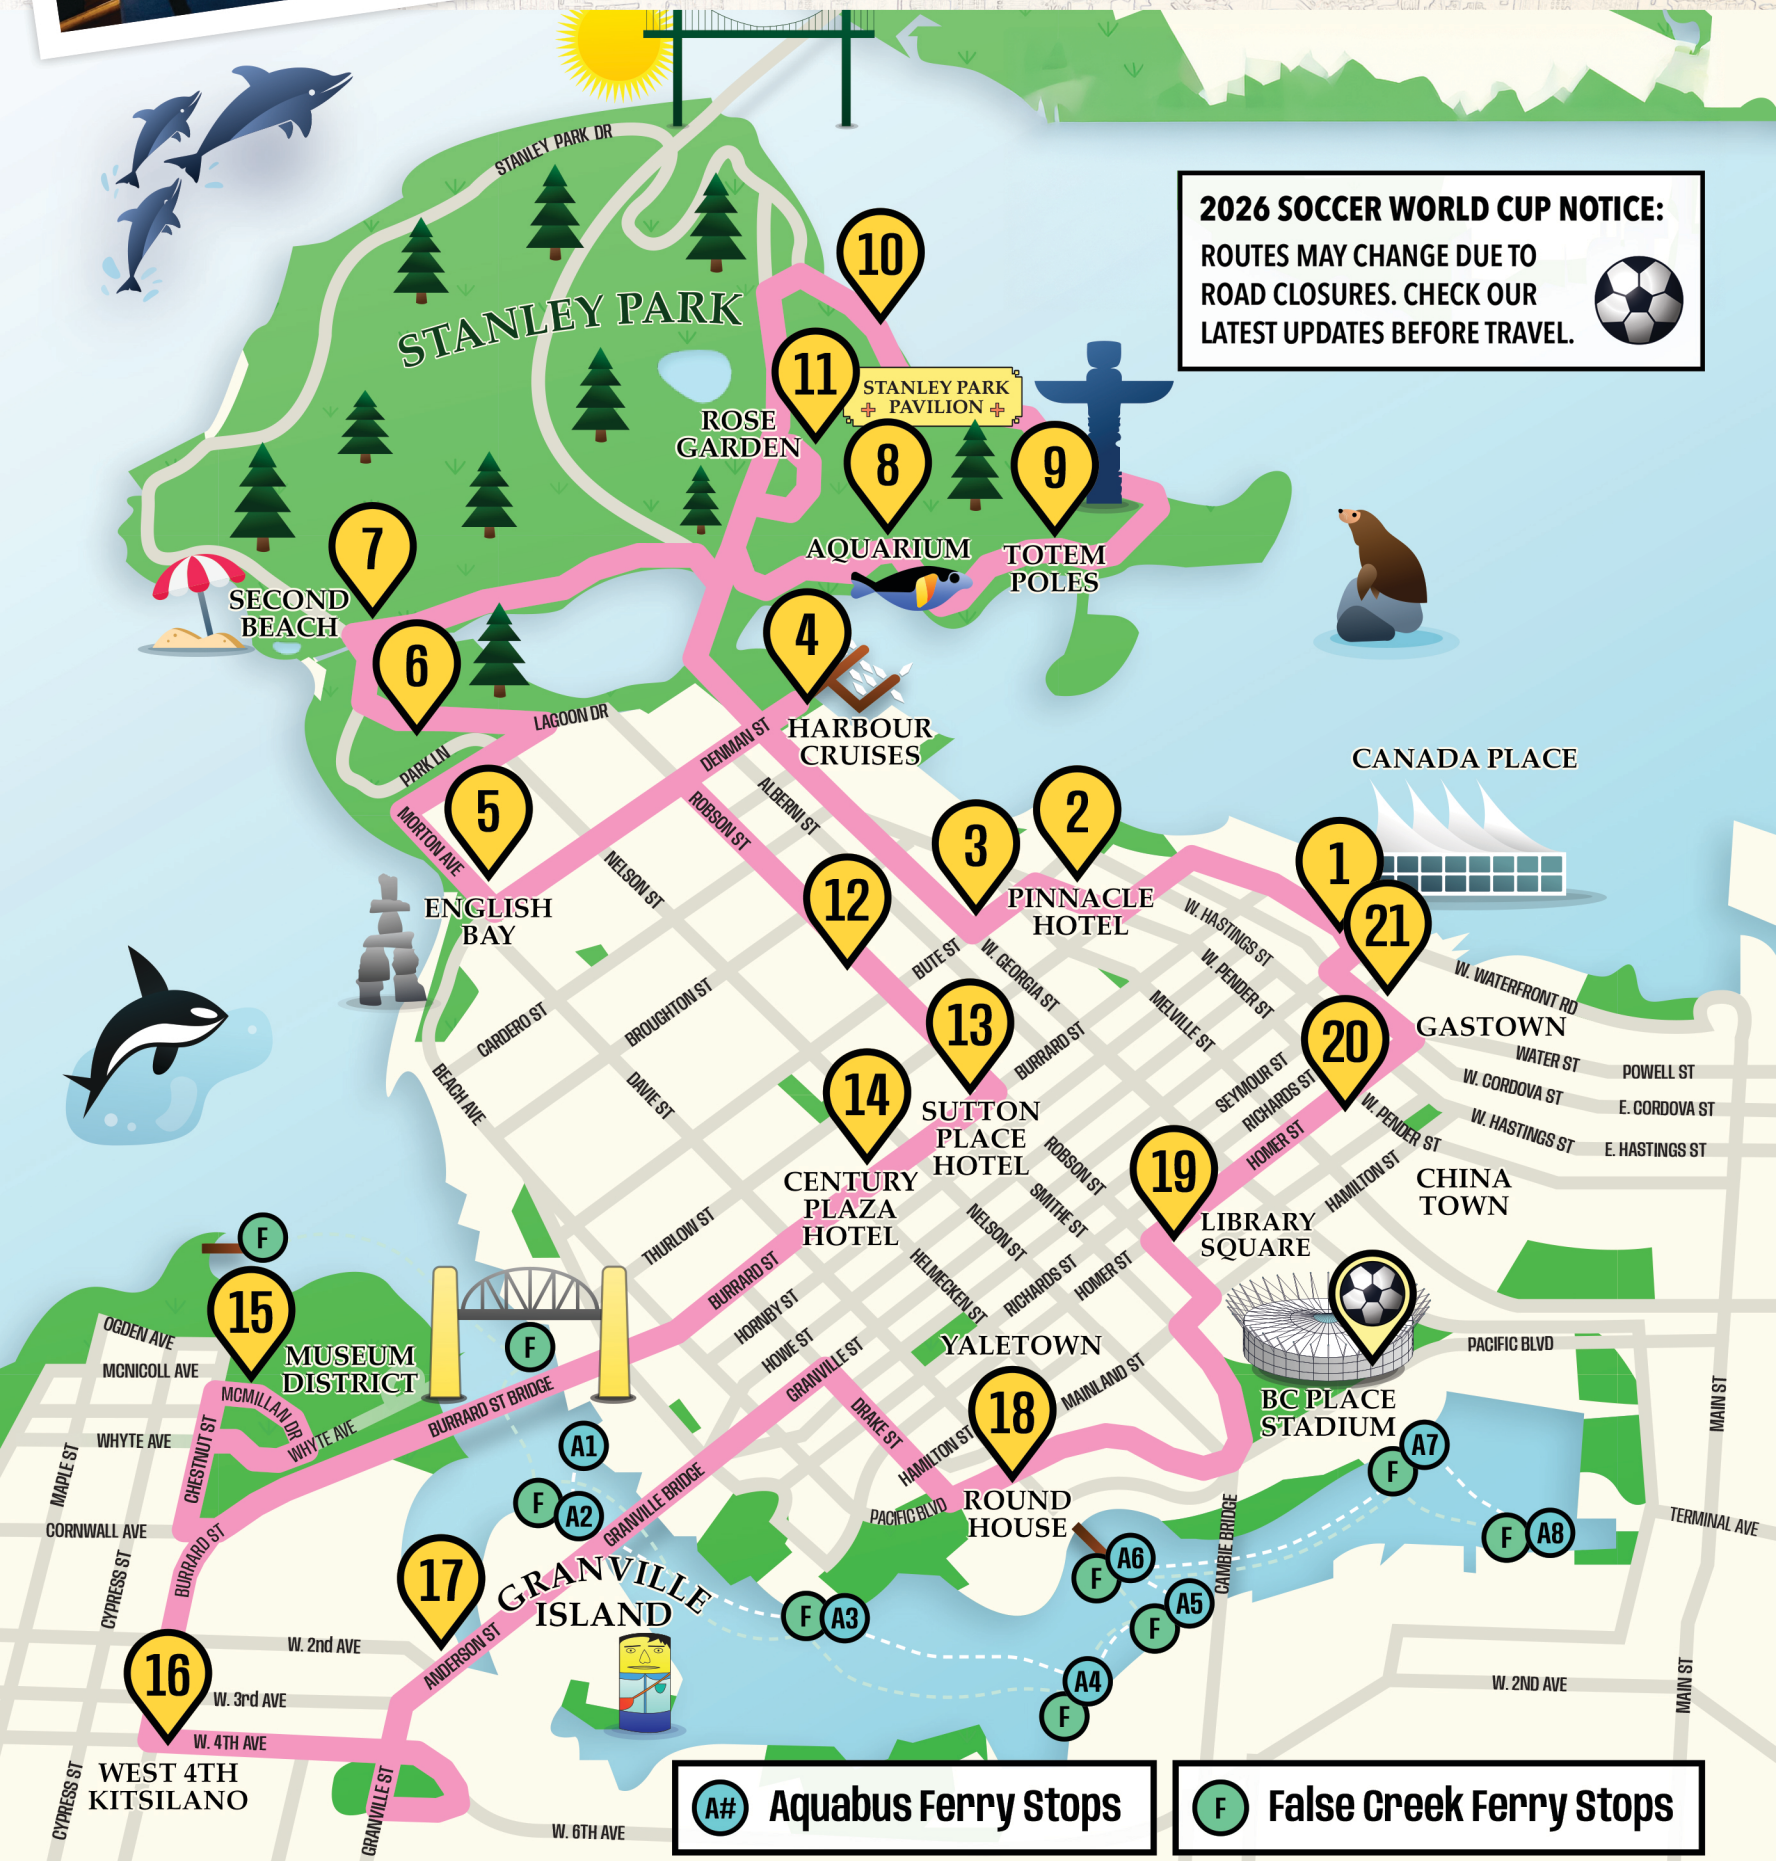 STANLEY PARK DR
10
2026 SOCCER WORLD CUP NOTICE:
ROUTES MAY CHANGE DUE TO
ROAD CLOSURES. CHECK OUR
LATEST UPDATES BEFORE TRAVEL.
STANLEY PARK
11
STANLEY PARK
PAVILION
ROSE
GARDEN
8
9
7
AQUARIUM
TOTEM
POLES
SECOND
BEACH
4
6
LAGOON DR
DENMAN ST
HARBOUR
CRUISES
PARK LN
CANADA PLACE
5
MORTON AVE
ROBSON ST
ALBERNI ST
2
3
1
NELSON ST
12
PINNACLE
HOTEL
ENGLISH
BAY
21
W. HASTINGS ST
BUTE ST
W. GEORGIA ST
W. PENDER ST
W. WATERFRONT RD
CARDERO ST
BROUGHTON ST
13
MELVILLE ST
20
GASTOWN
BURRARD ST
WATER ST
POWELL ST
BEACH AVE
DAVIE ST
14
SEYMOUR ST
RICHARDS ST
W. CORDOVA ST
E. CORDOVA ST
SUTTON
PLACE
HOTEL
W. PENDER ST
W. HASTINGS ST
E. HASTINGS ST
HOMER ST
ROBSON ST
19
HAMILTON ST
CHINA
TOWN
CENTURY
PLAZA
HOTEL
SMITHE ST
LIBRARY
SQUARE
THURLOW ST
NELSON ST
F
BURRARD ST
HELMECKEN ST
RICHARDS ST
HOMER ST
15
HORNBY ST
OGDEN AVE
F
HOWE ST
YALETOWN
PACIFIC BLVD
MCNICOLL AVE
MUSEUM
DISTRICT
GRANVILLE ST
MAINLAND ST
BC PLACE
STADIUM
MAIN ST
BURRARD ST BRIDGE
MCMILLAN DR
18
DRAKE ST
WHYTE AVE
WHYTE AVE
A1
A7
F
CHESTNUT ST
MAPLE ST
HAMILTON ST
F
A2
GRANVILLE BRIDGE
PACIFIC BLVD
ROUND
HOUSE
CORNWALL AVE
TERMINAL AVE
F
A8
BURRARD ST
CYPRESS ST
A6
F
CAMBIE BRIDGE
17
GRANVILLE
ISLAND
F
A3
A5
F
W. 2nd AVE
ANDERSON ST
16
W. 3rd AVE
A4
F
W. 2ND AVE
MAIN ST
W. 4TH AVE
WEST 4TH
KITSILANO
CYPRESS ST
GRANVILLE ST
W. 6TH AVE
A# Aquabus Ferry Stops
F False Creek Ferry Stops